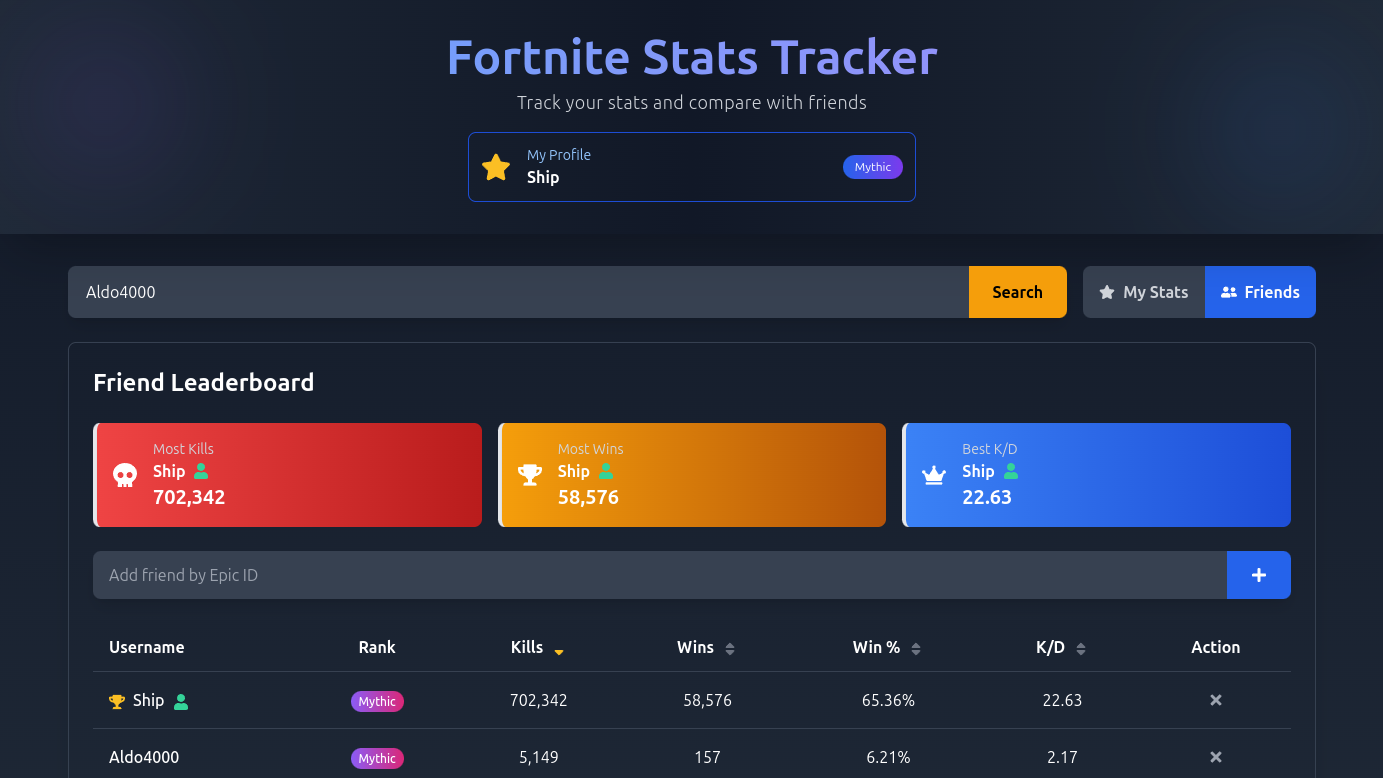 Fortnite Stats Tracker
Track your stats and compare with friends
My Profile
Ship
Mythic
Aldo4000
Search
My Stats
Friends
Friend Leaderboard
Most Kills
Ship
702,342
Most Wins
Ship
58,576
Best K/D
Ship
22.63
Add friend by Epic ID
Username Rank Kills Wins Win % K/D Action
Ship Mythic 702,342 58,576 65.36% 22.63
Aldo4000 Mythic 5,149 157 6.21% 2.17